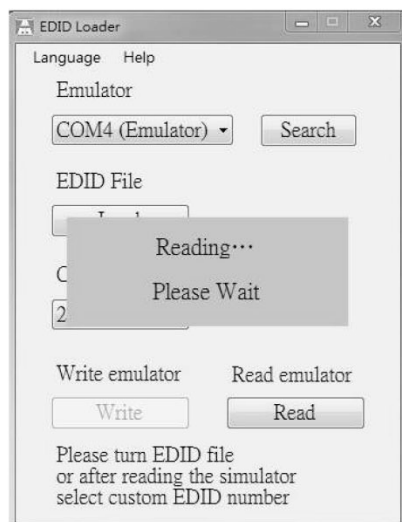 EDID Loader
Language Help
Emulator
COM4 (Emulator) Search
EDID File
Reading···
Please Wait
C
2
Write emulator Read emulator
Write Read
Please turn EDID file
or after reading the simulator
select custom EDID number